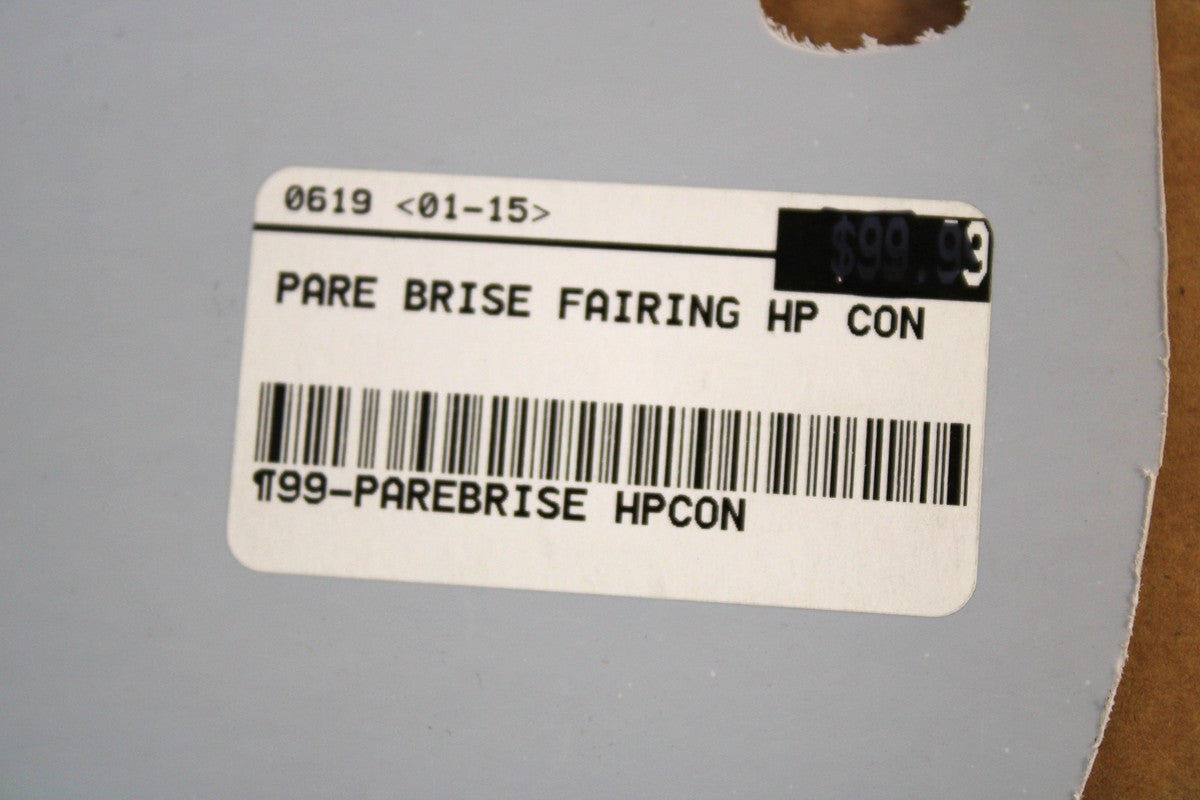 0619 <01-15>
$99.99
PARE BRISE FAIRING HP CON
¶99-PAREBRISE HPCON